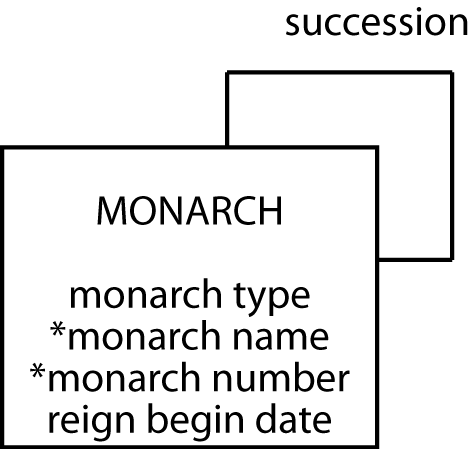 succession
MONARCH
monarch type
*monarch name
*monarch number
reign begin date